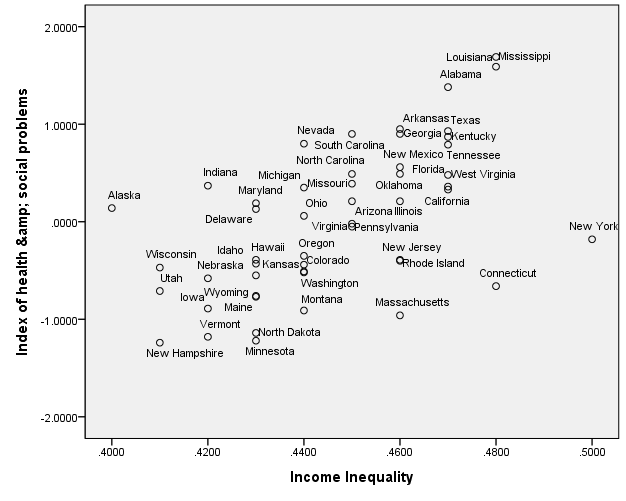 2.0000
Louisiana Mississippi
Alabama
Arkansas Texas
1.0000
Nevada
Georgia Kentucky
South Carolina
New Mexico Tennessee
North Carolina
Indiana
Michigan
Florida West Virginia
Missouri
Oklahoma
Maryland
Alaska
Ohio
California
Arizona Illinois
Delaware
.0000
Virginia Pennsylvania
New York
Oregon
Hawaii
Idaho
New Jersey
Wisconsin
Colorado
Nebraska
Kansas
Rhode Island
Utah
Connecticut
Washington
Wyoming
Iowa
Montana
Maine
Massachusetts
-1.0000
Vermont
North Dakota
New Hampshire
Minnesota
-2.0000
.4000 .4200 .4400 .4600 .4800 .5000
Income Inequality
Index of health &amp; social problems